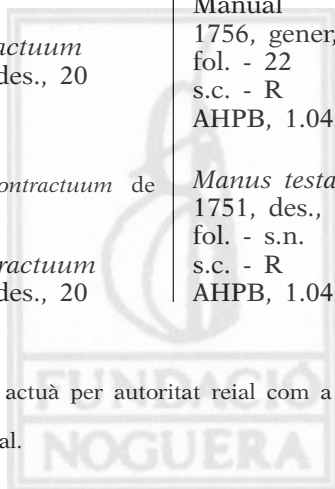 actuum
des., 20
ontractuum de
ractuum
des., 20
Manual
1756, gener,
fol. - 22
s.c. - R
AHPB, 1.04
Manus testa
1751, des.,
fol. - s.n.
s.c. - R
AHPB, 1.04
actuà per autoritat reial com a
al.
FUNDACIÓ
NOGUERA